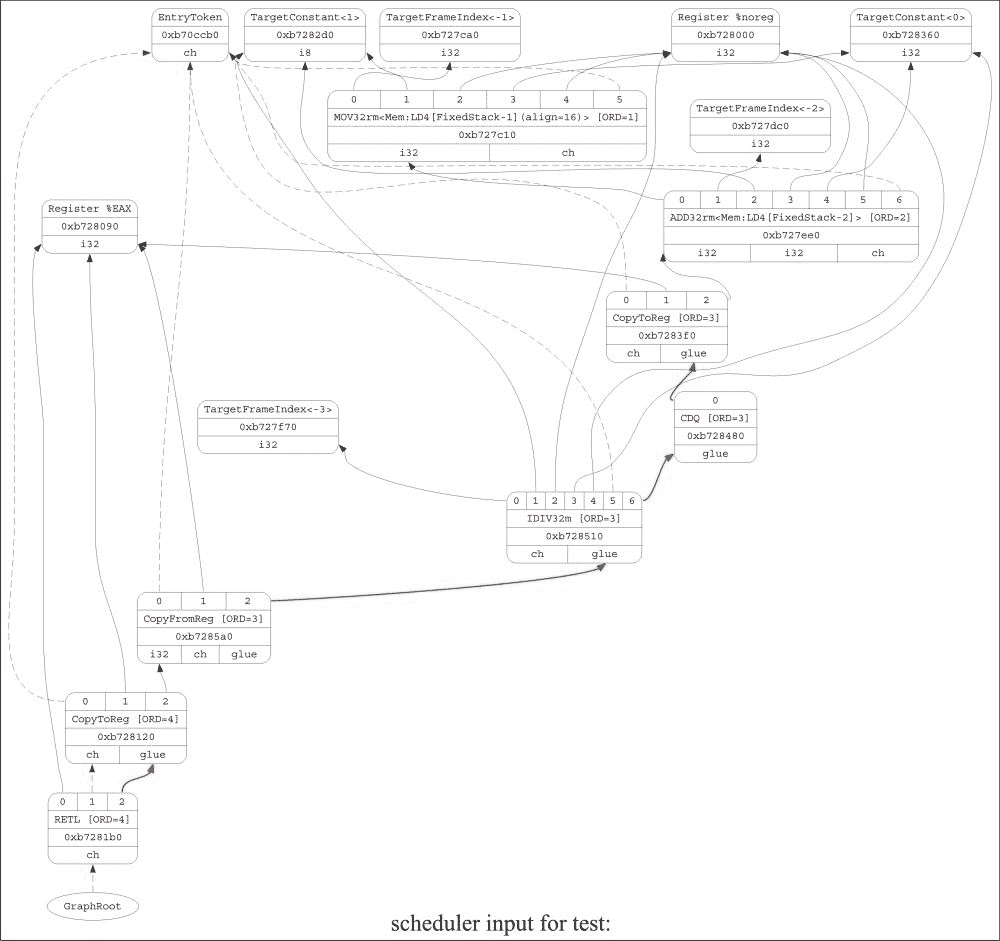 EntryToken
0xb70ccb0
ch
TargetConstant<1>
0xb7282d0
i8
TargetFrameIndex<-1>
0xb727ca0
i32
Register %noreg
0xb728000
i32
TargetConstant<0>
0xb728360
i32
0 1 2 3 4 5
MOV32rm<Mem:LD4[FixedStack-1](align=16)> [ORD=1]
0xb727c10
i32 ch
TargetFrameIndex<-2>
0xb727dc0
i32
0 1 2 3 4 5 6
ADD32rm<Mem:LD4[FixedStack-2]> [ORD=2]
0xb727ee0
i32 i32 ch
Register %EAX
0xb728090
i32
0 1 2
CopyToReg [ORD=3]
0xb7283f0
ch glue
0
CDQ [ORD=3]
0xb728480
glue
TargetFrameIndex<-3>
0xb727f70
i32
0 1 2 3 4 5 6
IDIV32m [ORD=3]
0xb728510
ch glue
0 1 2
CopyFromReg [ORD=3]
0xb7285a0
i32 ch glue
0 1 2
CopyToReg [ORD=4]
0xb728120
ch glue
0 1 2
RETL [ORD=4]
0xb7281b0
ch
GraphRoot
scheduler input for test: